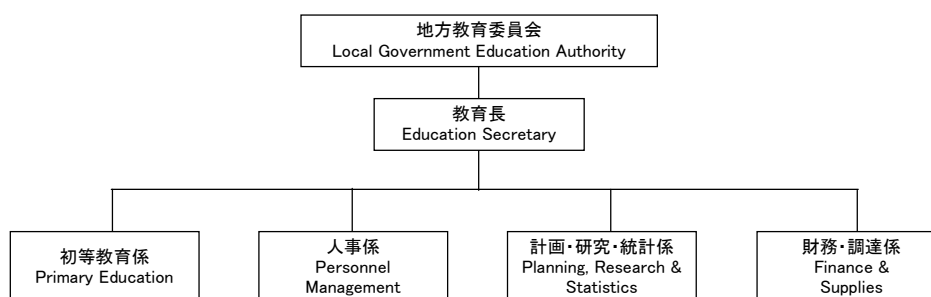 地方教育委員会
Local Government Education Authority
教育長
Education Secretary
初等教育係
Primary Education
人事係
Personnel
Management
計画・研究・統計係
Planning, Research &
Statistics
財務・調達係
Finance &
Supplies